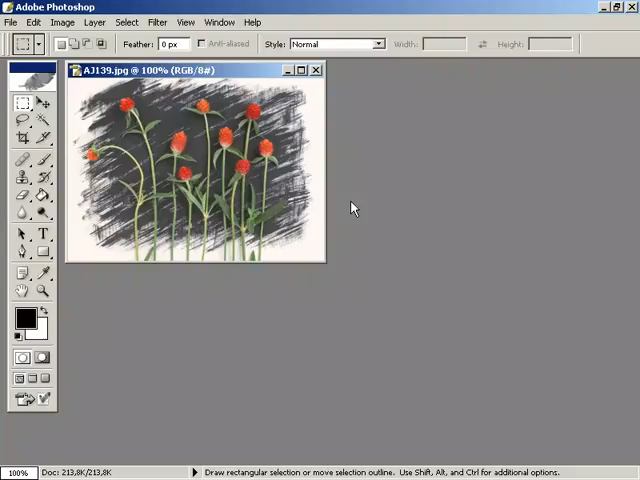 Adobe Photoshop
File Edit Image Layer Select Filter View Window Help
Feather: 0 px Anti-aliased Style: Normal Width: Height:
AJ139.jpg @ 100% (RGB/8#)
T
100% Doc: 213,8K/213,8K Draw rectangular selection or move selection outline. Use Shift, Alt, and Ctrl for additional options.